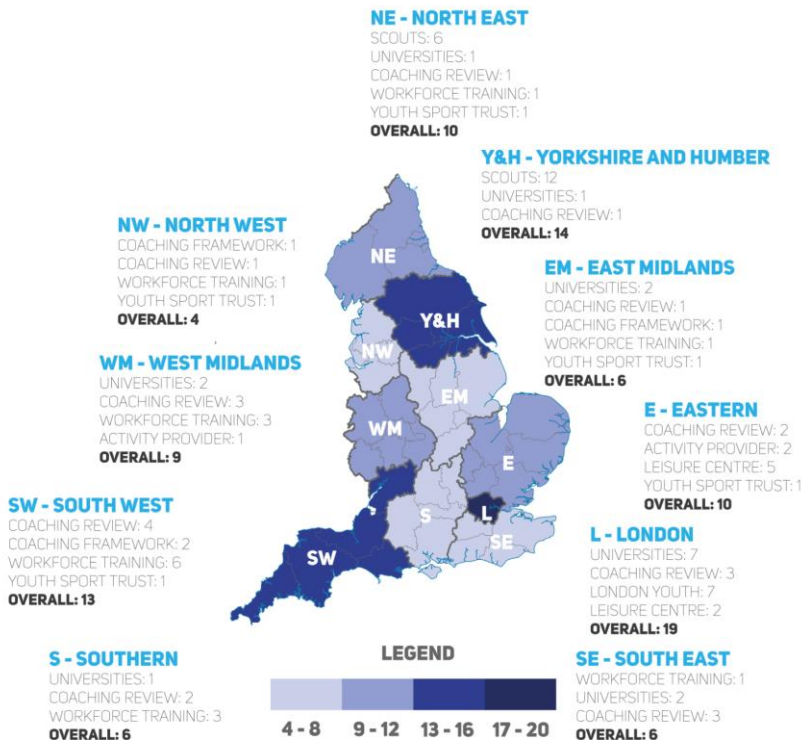 NE - NORTH EAST
SCOUTS: 6
UNIVERSITIES: 1
COACHING REVIEW: 1
WORKFORCE TRAINING: 1
YOUTH SPORT TRUST: 1
OVERALL: 10
Y&H - YORKSHIRE AND HUMBER
SCOUTS: 12
UNIVERSITIES: 1
COACHING REVIEW: 1
OVERALL: 14
NW - NORTH WEST
COACHING FRAMEWORK: 1
COACHING REVIEW: 1
WORKFORCE TRAINING: 1
YOUTH SPORT TRUST: 1
OVERALL: 4
EM - EAST MIDLANDS
UNIVERSITIES: 2
COACHING REVIEW: 1
COACHING FRAMEWORK: 1
WORKFORCE TRAINING: 1
YOUTH SPORT TRUST: 1
OVERALL: 6
WM - WEST MIDLANDS
UNIVERSITIES: 2
COACHING REVIEW: 3
WORKFORCE TRAINING: 3
ACTIVITY PROVIDER: 1
OVERALL: 9
E - EASTERN
COACHING REVIEW: 2
ACTIVITY PROVIDER: 2
LEISURE CENTRE: 5
YOUTH SPORT TRUST: 1
OVERALL: 10
SW - SOUTH WEST
COACHING REVIEW: 4
COACHING FRAMEWORK: 2
WORKFORCE TRAINING: 6
YOUTH SPORT TRUST: 1
OVERALL: 13
L - LONDON
UNIVERSITIES: 7
COACHING REVIEW: 3
LONDON YOUTH: 7
LEISURE CENTRE: 2
OVERALL: 19
S - SOUTHERN
UNIVERSITIES: 1
COACHING REVIEW: 2
WORKFORCE TRAINING: 3
OVERALL: 6
SE - SOUTH EAST
WORKFORCE TRAINING: 1
UNIVERSITIES: 2
COACHING REVIEW: 3
OVERALL: 6
NE
Y&H
NW
EM
WM
E
S
L
SE
SW
LEGEND
4 - 8
9 - 12
13 - 16
17 - 20